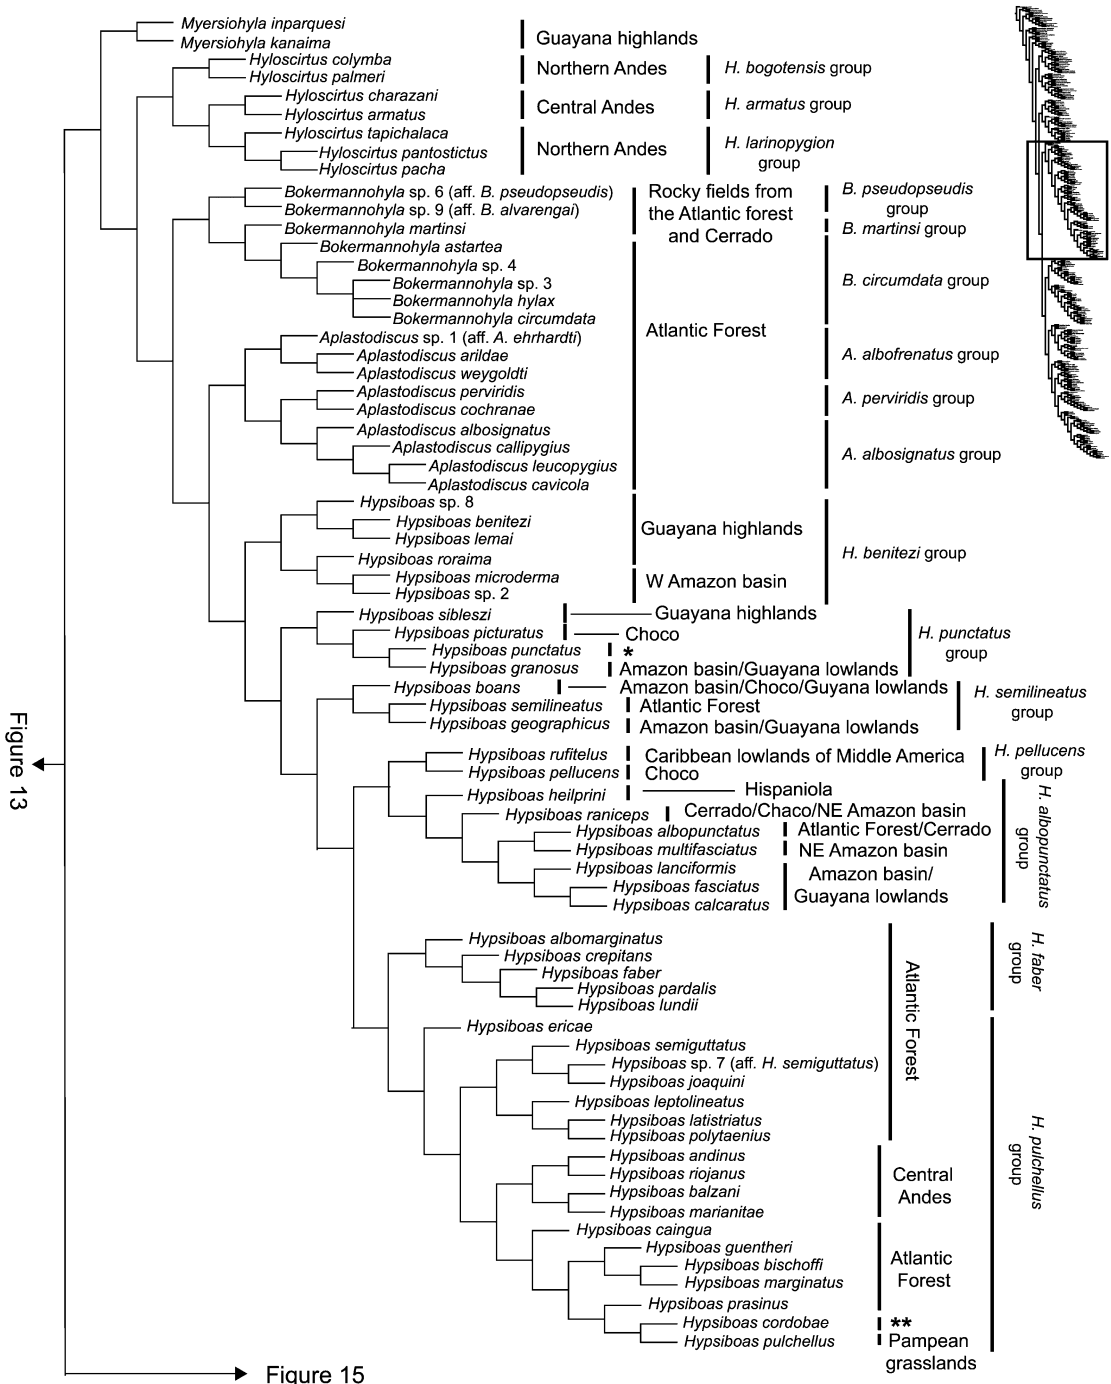 Myersiohyla inparquesi
Myersiohyla kanaima
Guayana highlands
Hyloscirtus colymba
Hyloscirtus palmeri
Northern Andes
H. bogotensis group
Hyloscirtus charazani
Hyloscirtus armatus
Central Andes
H. armatus group
Hyloscirtus tapichalaca
Hyloscirtus pantostictus
Hyloscirtus pacha
Northern Andes
H. larinopygion
group
Bokermannohyla sp. 6 (aff. B. pseudopseudis)
Bokermannohyla sp. 9 (aff. B. alvarengai)
Bokermannohyla martinsi
Rocky fields from
the Atlantic forest
and Cerrado
B. pseudopseudis
group
B. martinsi group
Bokermannohyla astartea
Bokermannohyla sp. 4
Bokermannohyla sp. 3
Bokermannohyla hylax
Bokermannohyla circumdata
B. circumdata group
Atlantic Forest
Aplastodiscus sp. 1 (aff. A. ehrhardti)
Aplastodiscus arildae
Aplastodiscus weygoldti
A. albofrenatus group
Aplastodiscus perviridis
Aplastodiscus cochranae
A. perviridis group
Aplastodiscus albosignatus
Aplastodiscus callipygius
Aplastodiscus leucopygius
Aplastodiscus cavicola
A. albosignatus group
Hypsiboas sp. 8
Hypsiboas benitezi
Hypsiboas lemai
Hypsiboas roraima
Guayana highlands
Hypsiboas microderma
Hypsiboas sp. 2
W Amazon basin
H. benitezi group
Hypsiboas sibleszi
Guayana highlands
Hypsiboas picturatus
Choco
Hypsiboas punctatus
*
Hypsiboas granosus
Amazon basin/Guayana lowlands
H. punctatus
group
Hypsiboas boans
Amazon basin/Choco/Guyana lowlands
Hypsiboas semilineatus
Atlantic Forest
Hypsiboas geographicus
Amazon basin/Guayana lowlands
H. semilineatus
group
Hypsiboas rufitelus
Caribbean lowlands of Middle America
Hypsiboas pellucens
Choco
H. pellucens
group
Hypsiboas heilprini
Hispaniola
Hypsiboas raniceps
Cerrado/Chaco/NE Amazon basin
Hypsiboas albopunctatus
Atlantic Forest/Cerrado
Hypsiboas multifasciatus
NE Amazon basin
Hypsiboas lanciformis
Hypsiboas fasciatus
Hypsiboas calcaratus
Amazon basin/
Guayana lowlands
H. albopunctatus
group
Hypsiboas albomarginatus
Hypsiboas crepitans
Hypsiboas faber
Hypsiboas pardalis
Hypsiboas lundii
H. faber
group
Hypsiboas ericae
Hypsiboas semiguttatus
Hypsiboas sp. 7 (aff. H. semiguttatus)
Hypsiboas joaquini
Hypsiboas leptolineatus
Hypsiboas latistriatus
Hypsiboas polytaenius
Atlantic Forest
Hypsiboas andinus
Hypsiboas riojanus
Hypsiboas balzani
Hypsiboas marianitae
Central
Andes
Hypsiboas caingua
Hypsiboas guentheri
Hypsiboas bischoffi
Hypsiboas marginatus
Hypsiboas prasinus
Atlantic
Forest
Hypsiboas cordobae
**
Hypsiboas pulchellus
Pampean
grasslands
H. pulchellus
group
Figure 13
Figure 15